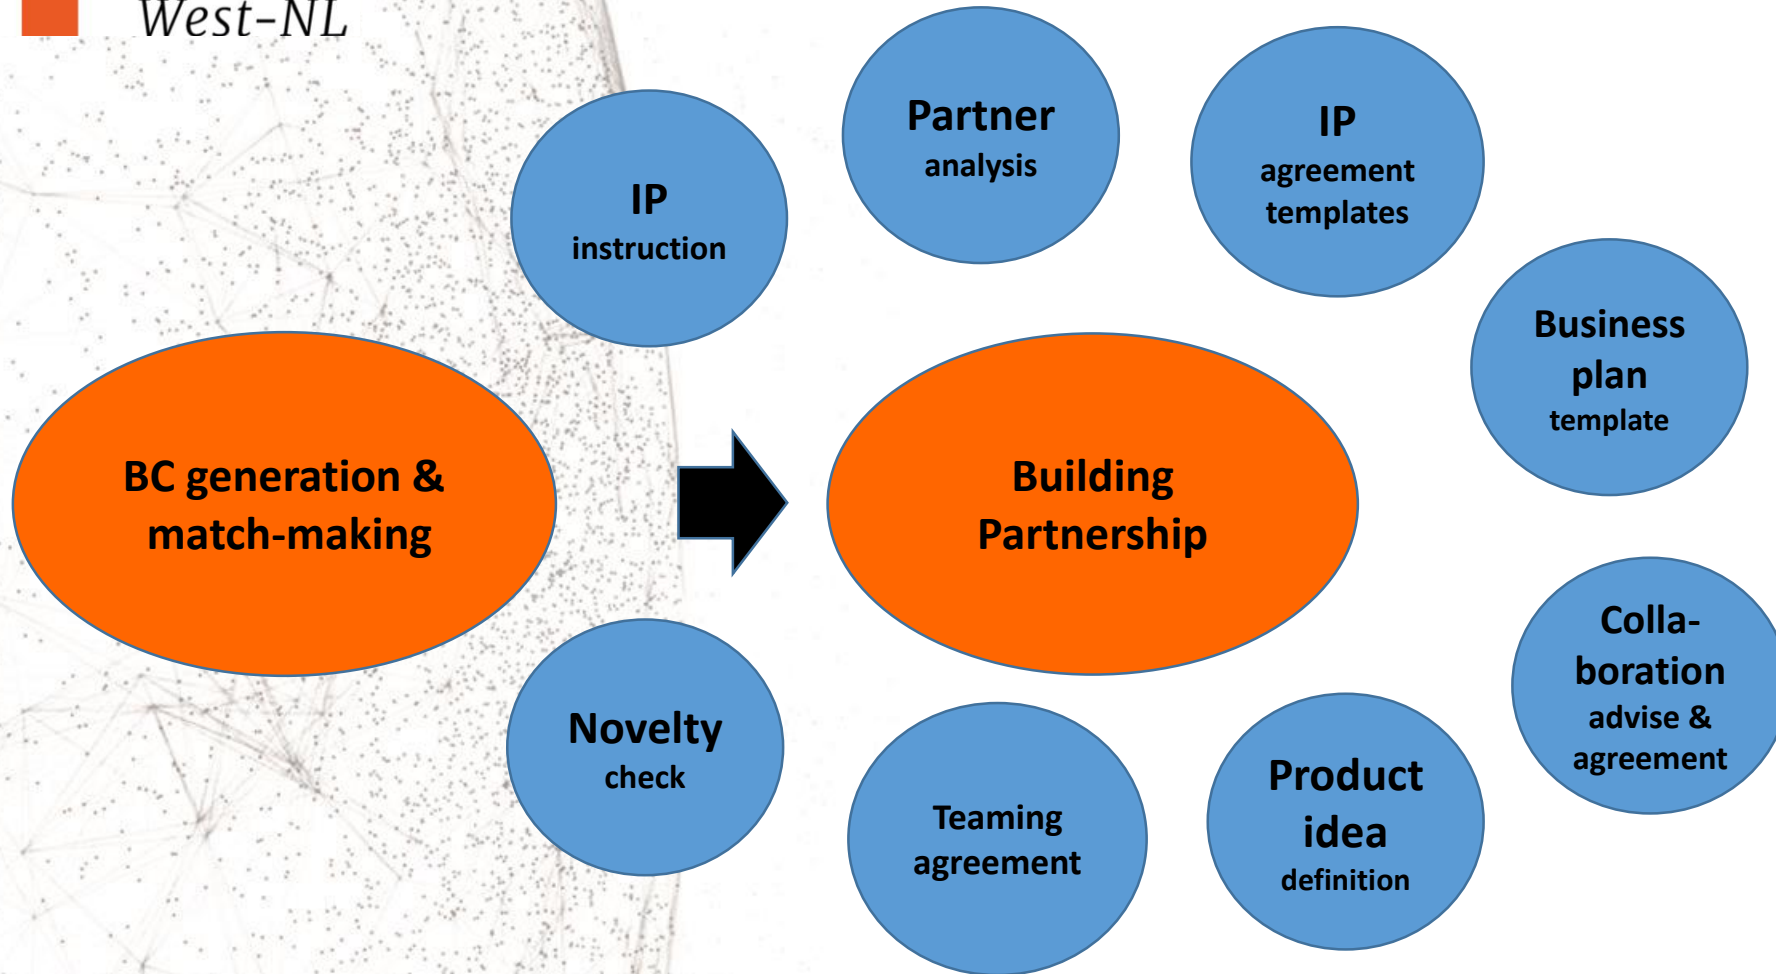 West-NL
IP
instruction
Partner
analysis
IP
agreement
templates
Business
plan
template
BC generation &
match-making
Building
Partnership
Colla-
boration
advise &
agreement
Novelty
check
Teaming
agreement
Product
idea
definition